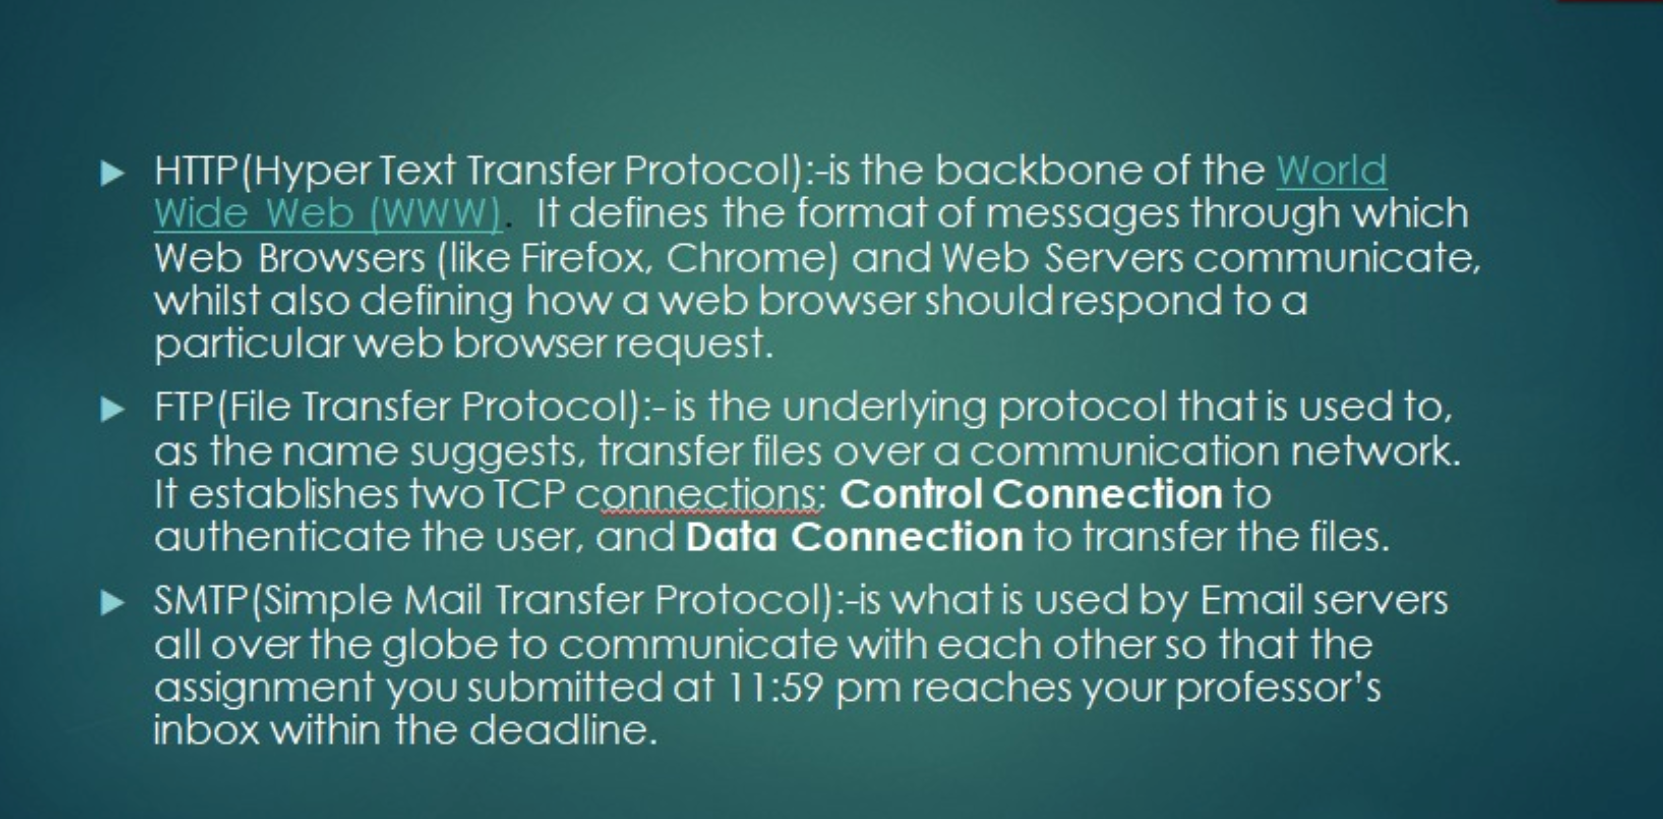 HTTP(Hyper Text Transfer Protocol):-is the backbone of the World
Wide Web (WWW). It defines the format of messages through which
Web Browsers (like Firefox, Chrome) and Web Servers communicate,
whilst also defining how a web browser should respond to a
particular web browser request.
FTP(File Transfer Protocol):- is the underlying protocol that is used to,
as the name suggests, transfer files over a communication network.
It establishes two TCP connections: Control Connection to
authenticate the user, and Data Connection to transfer the files.
SMTP(Simple Mail Transfer Protocol):-is what is used by Email servers
all over the globe to communicate with each other so that the
assignment you submitted at 11:59 pm reaches your professor's
inbox within the deadline.